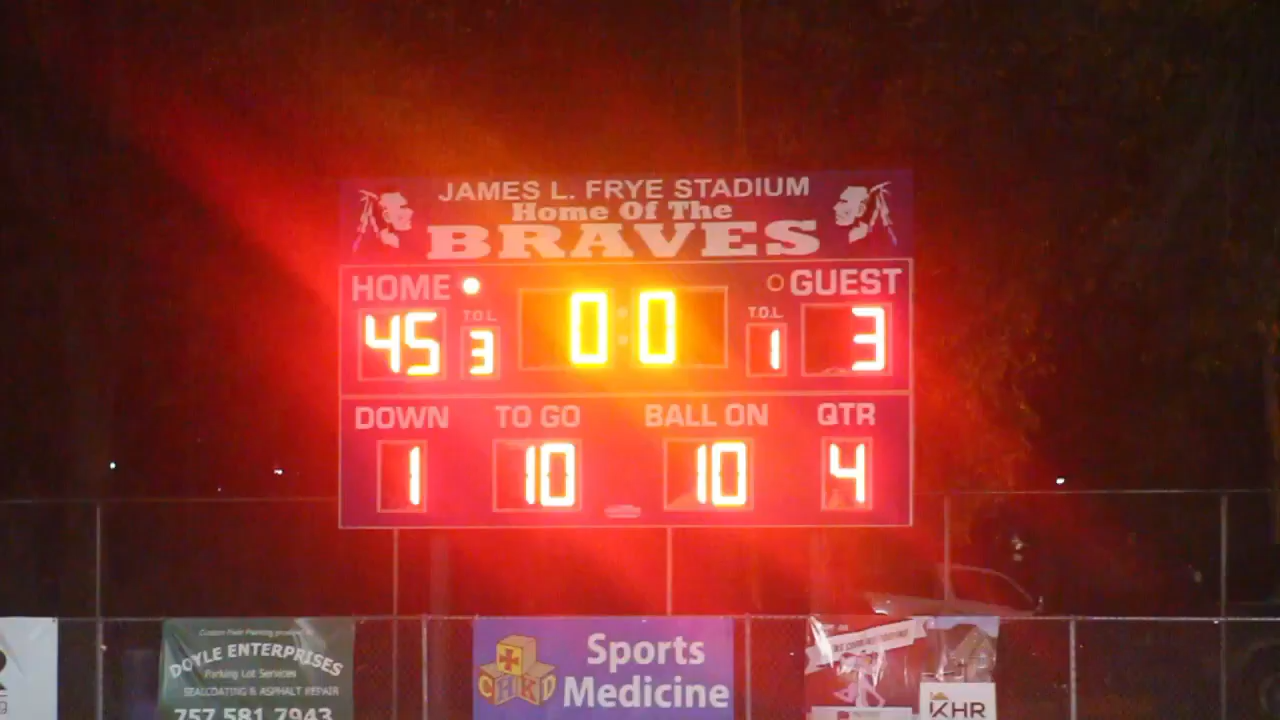 JAMES L. FRYE STADIUM
Home Of The
BRAVES
HOME GUEST
T.O.L. T.O.L.
45 3 00:00 1 3
DOWN TO GO BALL ON QTR
1 10 10 4
DOYLE ENTERPRISES
Parking Lot Services
SEALCOATING & ASPHALT REPAIR
757.581.7943
CHKD
Sports
Medicine
KHR